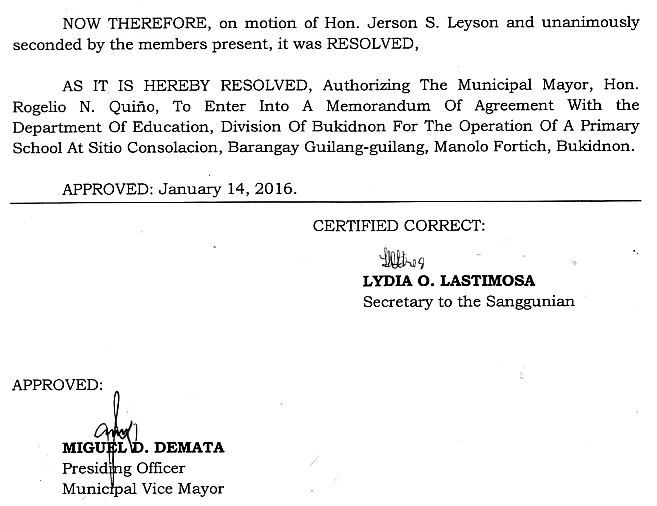 NOW THEREFORE, on motion of Hon. Jerson S. Leyson and unanimously
seconded by the members present, it was RESOLVED,
AS IT IS HEREBY RESOLVED, Authorizing The Municipal Mayor, Hon.
Rogelio N. Quiño, To Enter Into A Memorandum Of Agreement With the
Department Of Education, Division Of Bukidnon For The Operation Of A Primary
School At Sitio Consolacion, Barangay Guilang-guilang, Manolo Fortich, Bukidnon.
APPROVED: January 14, 2016.
CERTIFIED CORRECT:
LYDIA O. LASTIMOSA
Secretary to the Sanggunian
APPROVED:
MIGUEL D. DEMATA
Presiding Officer
Municipal Vice Mayor